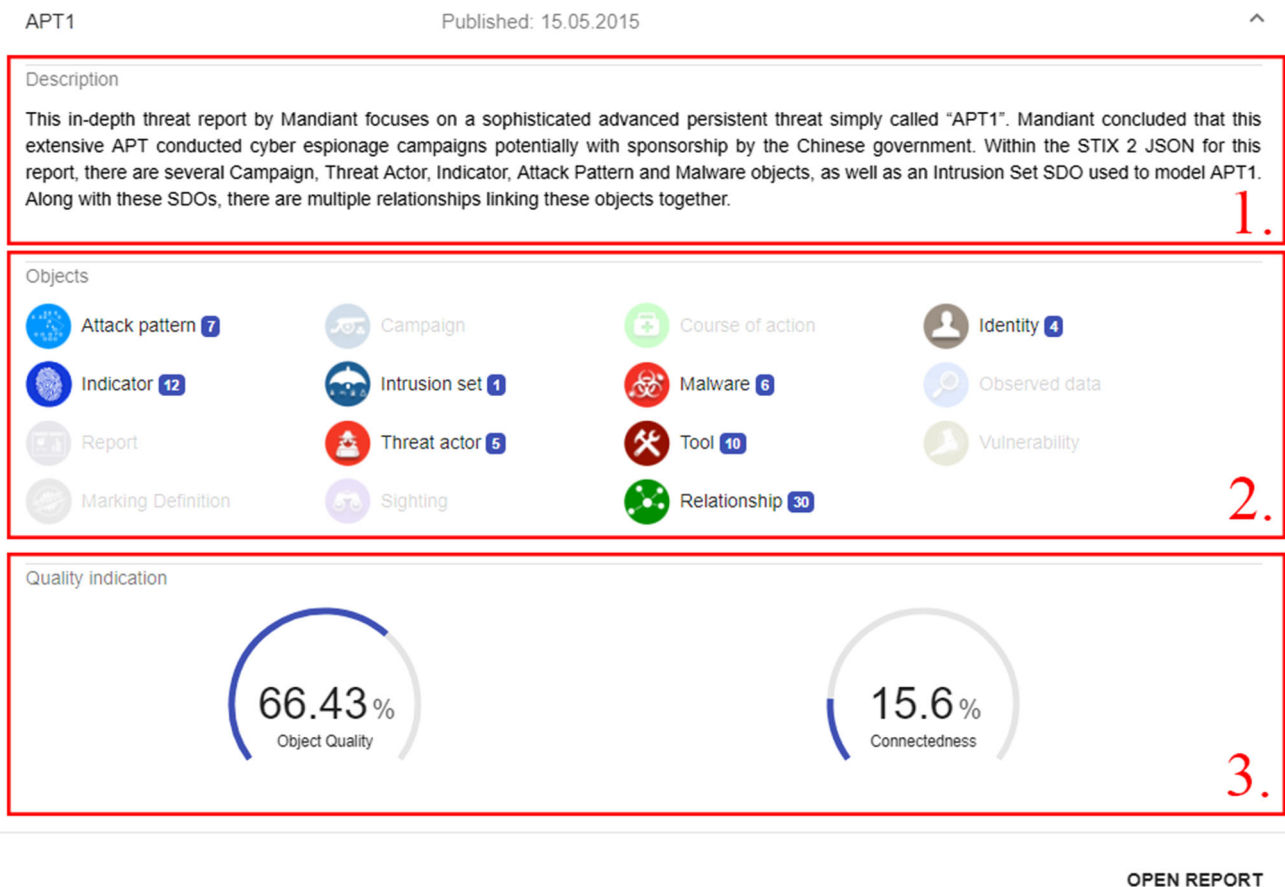 APT1 Published: 15.05.2015
Description
This in-depth threat report by Mandiant focuses on a sophisticated advanced persistent threat simply called “APT1”. Mandiant concluded that this
extensive APT conducted cyber espionage campaigns potentially with sponsorship by the Chinese government. Within the STIX 2 JSON for this
report, there are several Campaign, Threat Actor, Indicator, Attack Pattern and Malware objects, as well as an Intrusion Set SDO used to model APT1.
Along with these SDOs, there are multiple relationships linking these objects together.
1.
Objects
Attack pattern 7 Campaign Course of action Identity 4
Indicator 12 Intrusion set 1 Malware 6 Observed data
Report Threat actor 5 Tool 10 Vulnerability
Marking Definition Sighting Relationship 30
2.
Quality indication
66.43 % 15.6 %
Object Quality Connectedness
3.
OPEN REPORT